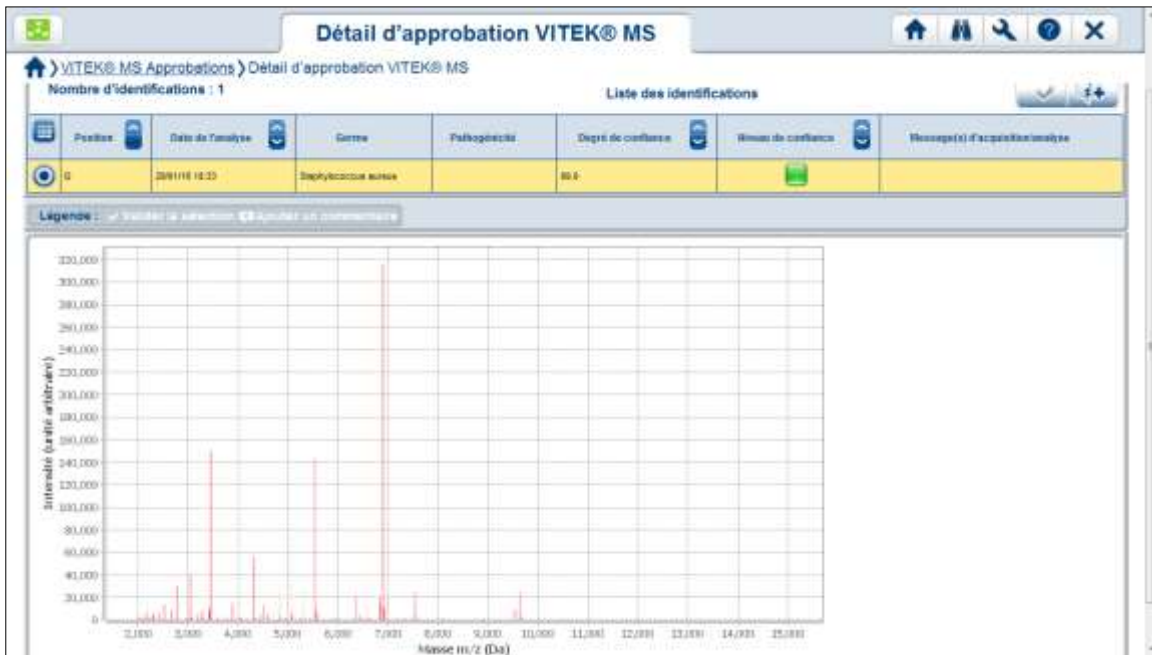 Détail d'approbation VITEK® MS
VITEK® MS Approbations Détail d'approbation VITEK® MS
Nombre d'identifications : 1
Liste des identifications
Position Date de l'analyse Germe Pathogénicité Degré de confiance Niveau de confiance Message(s) d'acquisition/analyse
Staphylococcus aureus
Légende : Valider la sélection Ajouter un commentaire
320,000
300,000
280,000
260,000
240,000
220,000
200,000
180,000
160,000
140,000
120,000
100,000
80,000
60,000
40,000
20,000
0
Intensité (unité arbitraire)
2,000 3,000 4,000 5,000 6,000 7,000 8,000 9,000 10,000 11,000 12,000 13,000 14,000 15,000
Masse m/z (Da)